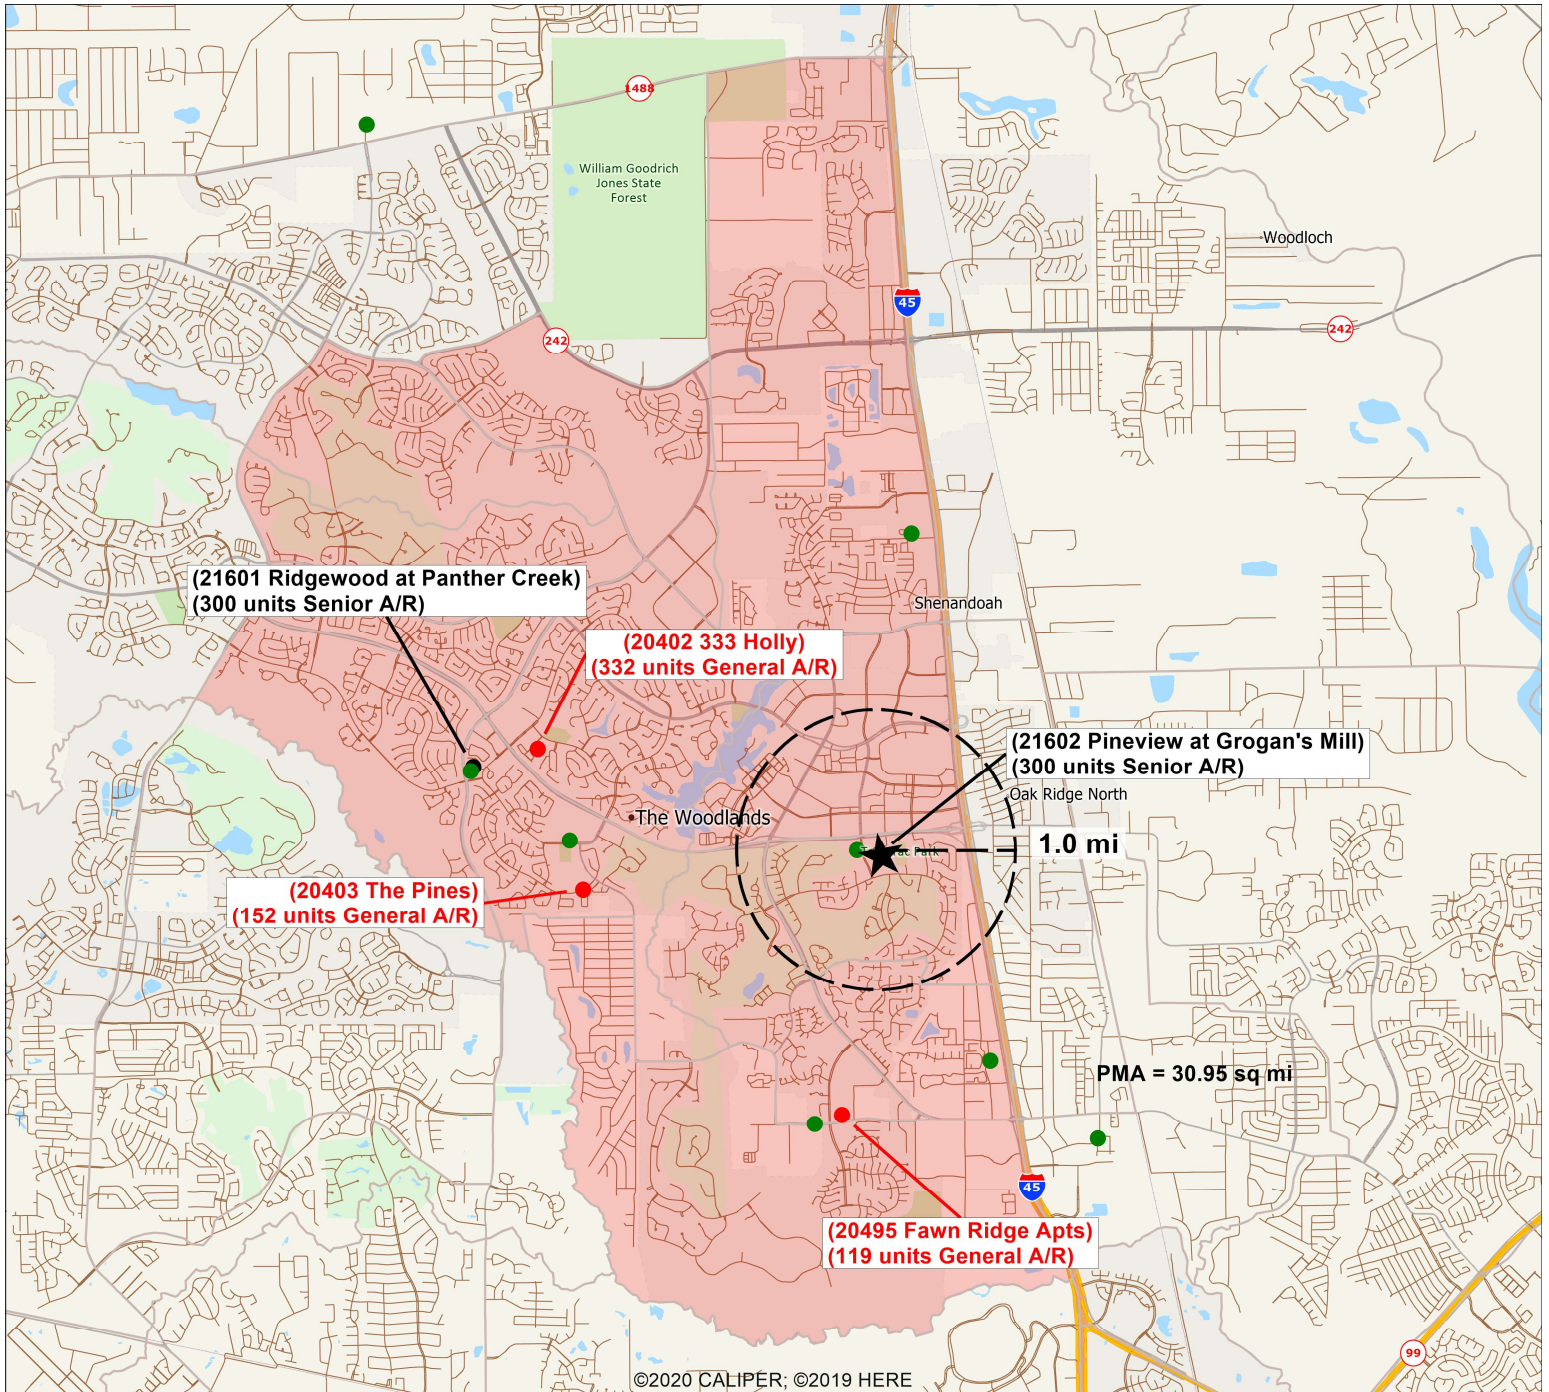 1488
William Goodrich
Jones State
Forest
Woodloch
45
242
242
(21601 Ridgewood at Panther Creek)
(300 units Senior A/R)
Shenandoah
(20402 333 Holly)
(332 units General A/R)
(21602 Pineview at Grogan's Mill)
(300 units Senior A/R)
Oak Ridge North
The Woodlands
1.0 mi
Park
(20403 The Pines)
(152 units General A/R)
PMA = 30.95 sq mi
45
(20495 Fawn Ridge Apts)
(119 units General A/R)
99
©2020 CALIPER; ©2019 HERE